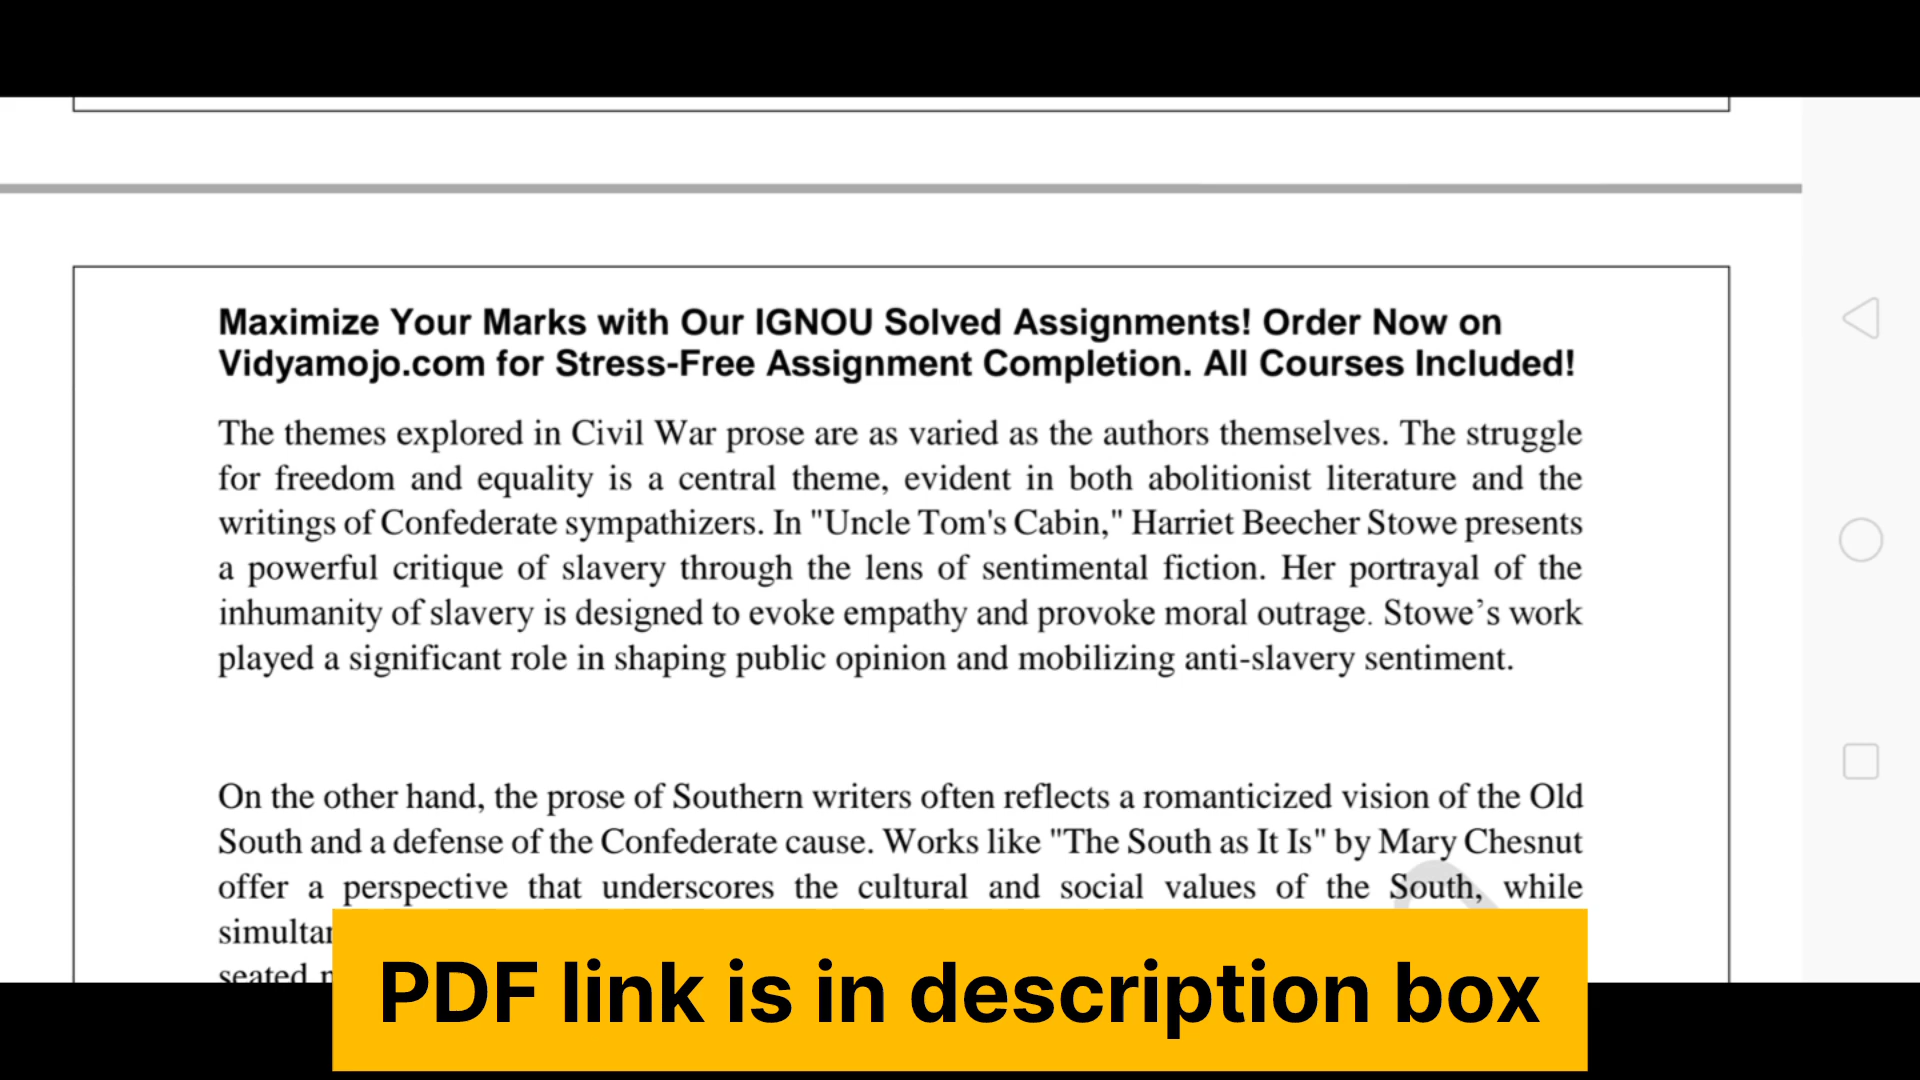 Maximize Your Marks with Our IGNOU Solved Assignments! Order Now on
Vidyamojo.com for Stress-Free Assignment Completion. All Courses Included!
The themes explored in Civil War prose are as varied as the authors themselves. The struggle
for freedom and equality is a central theme, evident in both abolitionist literature and the
writings of Confederate sympathizers. In "Uncle Tom's Cabin," Harriet Beecher Stowe presents
a powerful critique of slavery through the lens of sentimental fiction. Her portrayal of the
inhumanity of slavery is designed to evoke empathy and provoke moral outrage. Stowe’s work
played a significant role in shaping public opinion and mobilizing anti-slavery sentiment.
On the other hand, the prose of Southern writers often reflects a romanticized vision of the Old
South and a defense of the Confederate cause. Works like "The South as It Is" by Mary Chesnut
offer a perspective that underscores the cultural and social values of the South, while
seated
PDF link is in description box